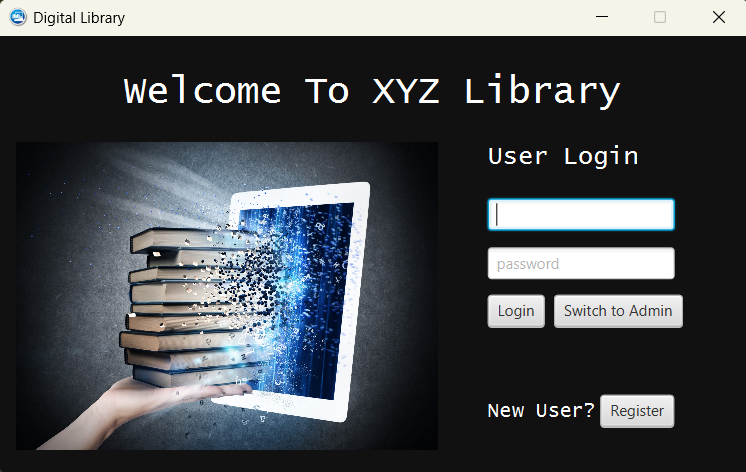 Digital Library
Welcome To XYZ Library
User Login
password
Login
Switch to Admin
New User?
Register